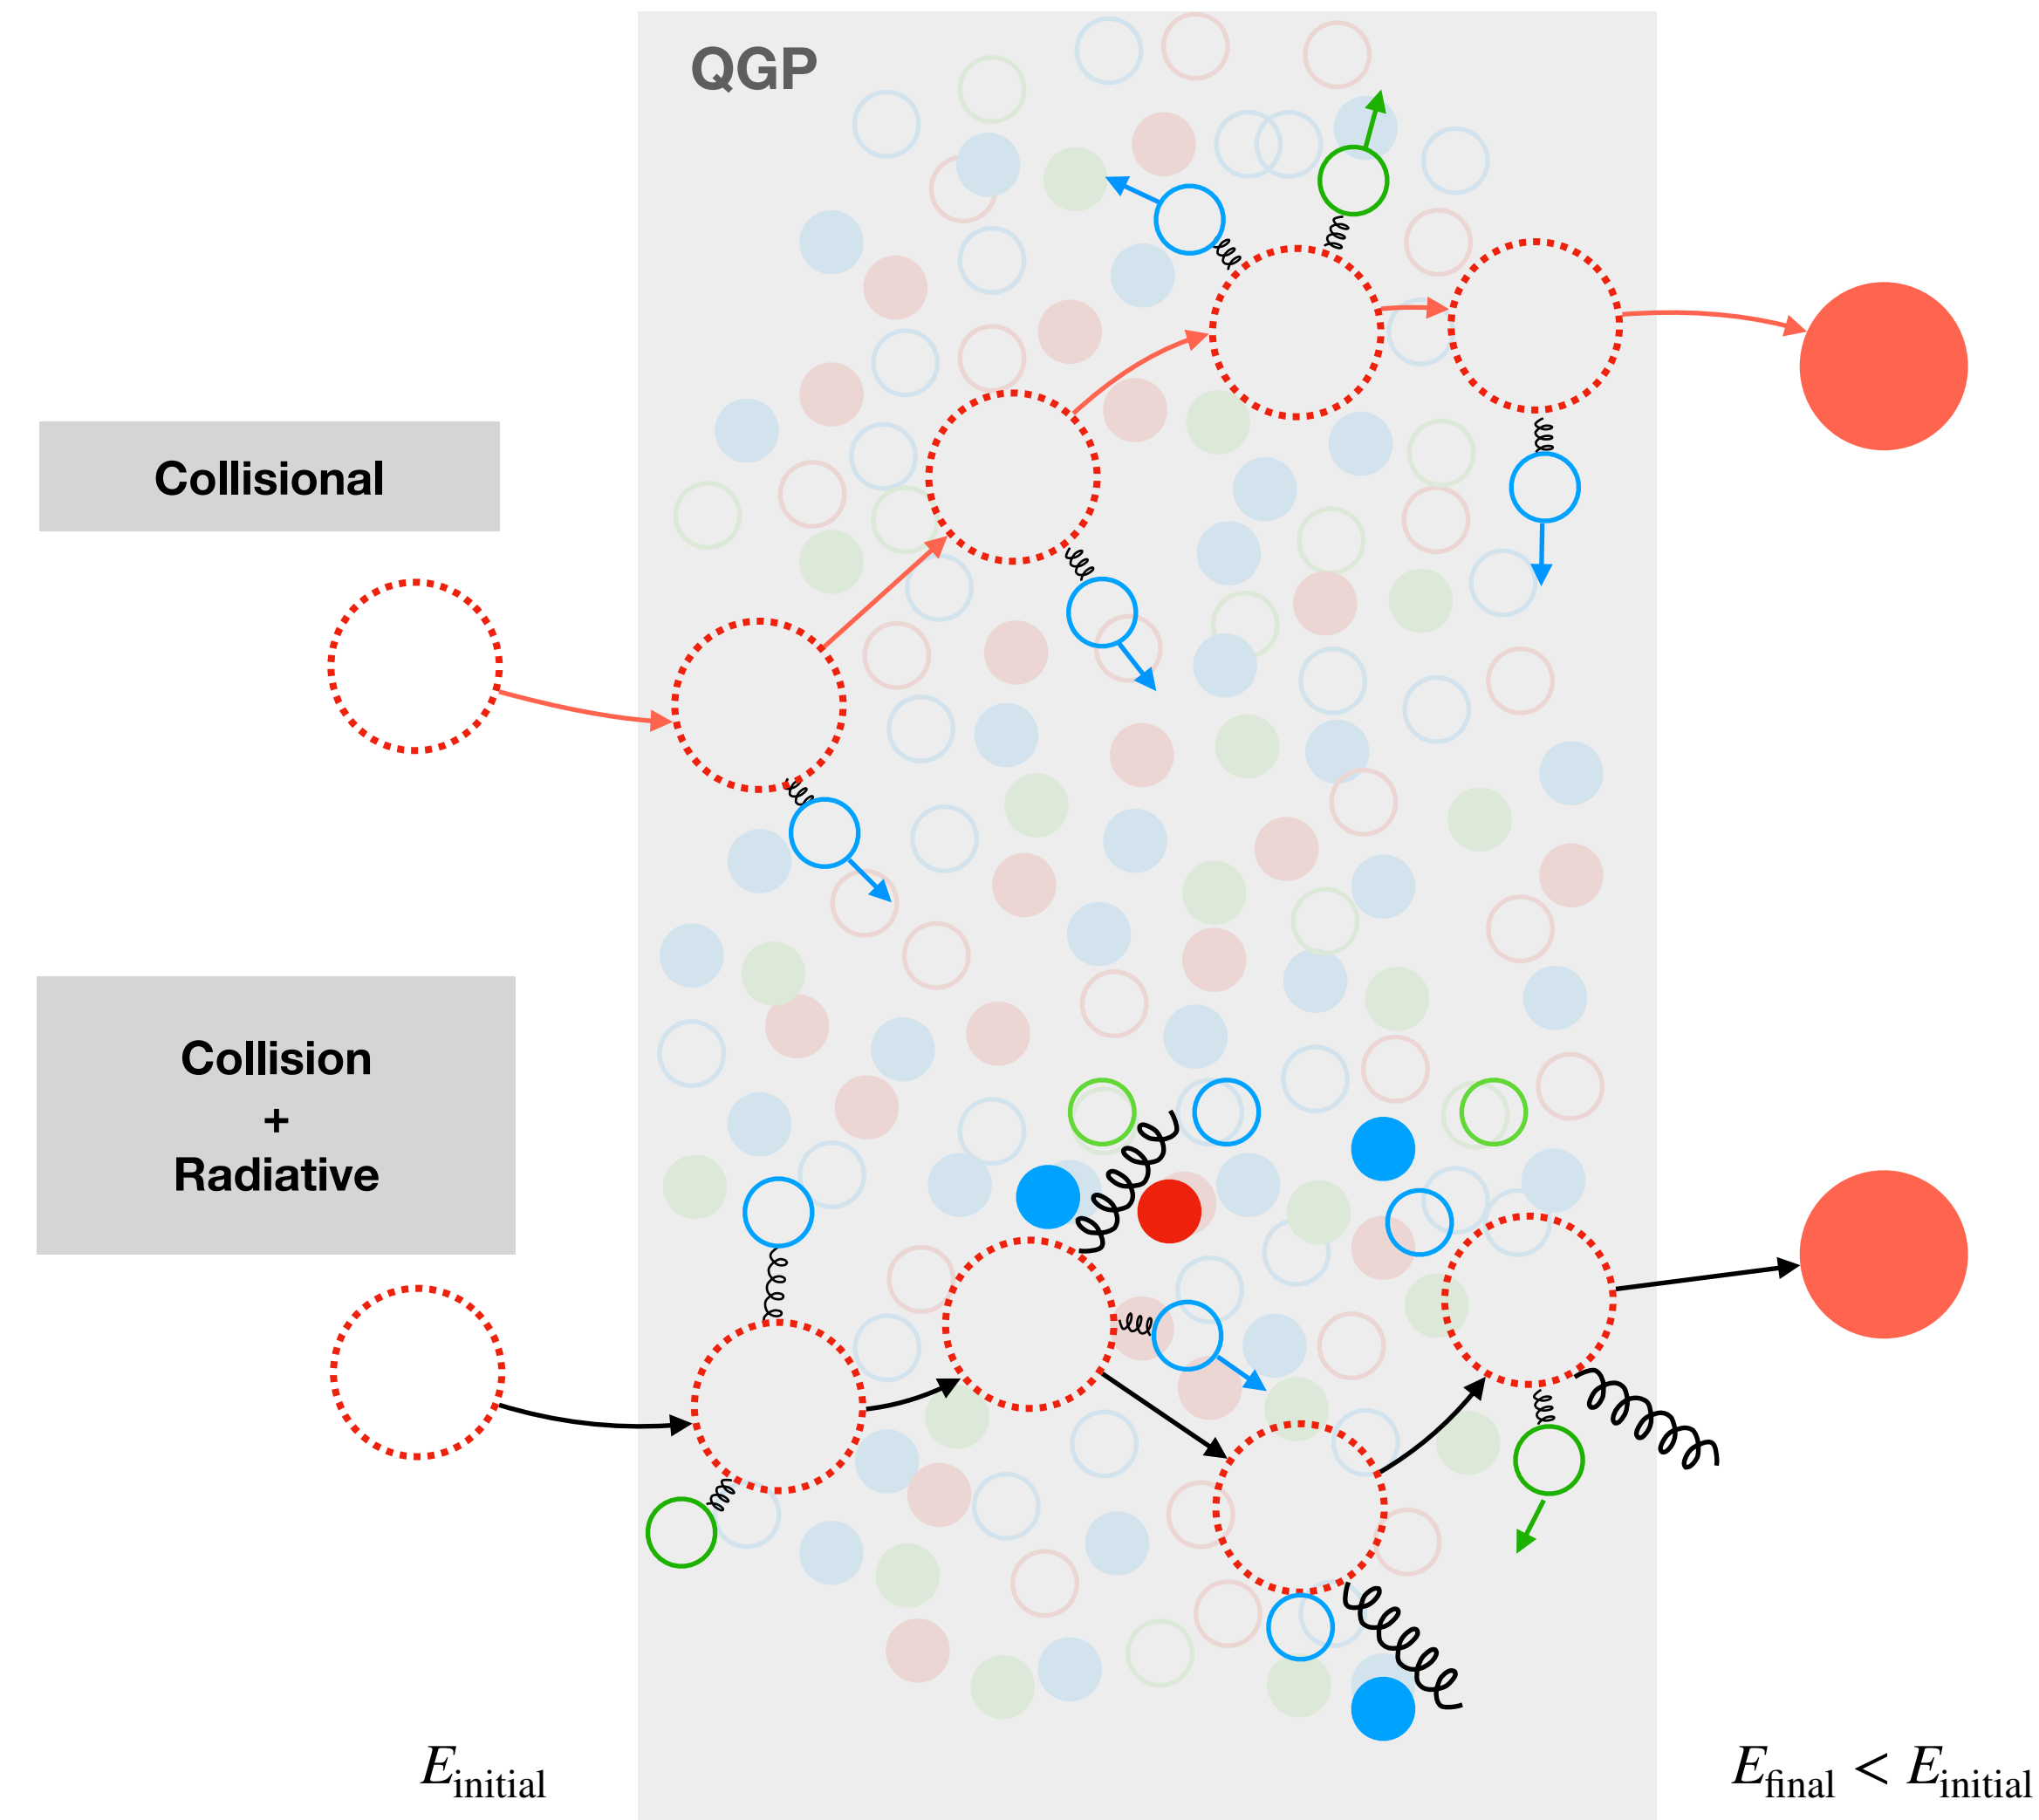 QGP
Collisional
Collision
+
Radiative
E_initial
E_final < E_initial